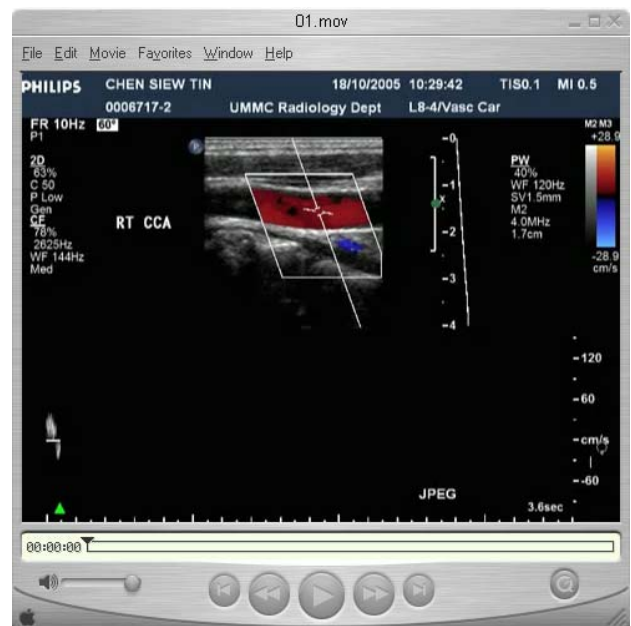 01.mov
File Edit Movie Favorites Window Help
PHILIPS CHEN SIEW TIN 18/10/2005 10:29:42 TIS0.1 MI 0.5
0006717-2 UMMC Radiology Dept L8-4/Vasc Car
FR 10Hz 60°
P1
2D
63%
C 50
P Low
Gen
CF
78%
2625Hz
WF 144Hz
Med
RT CCA
P
-0
-1
x
-2
-3
-4
PW
40%
WF 120Hz
SV1.5mm
M2
4.0MHz
1.7cm
M2 M3
+28.9
-28.9
cm/s
-120
-60
-cm/s
-60
JPEG
3.6sec
00:00:00